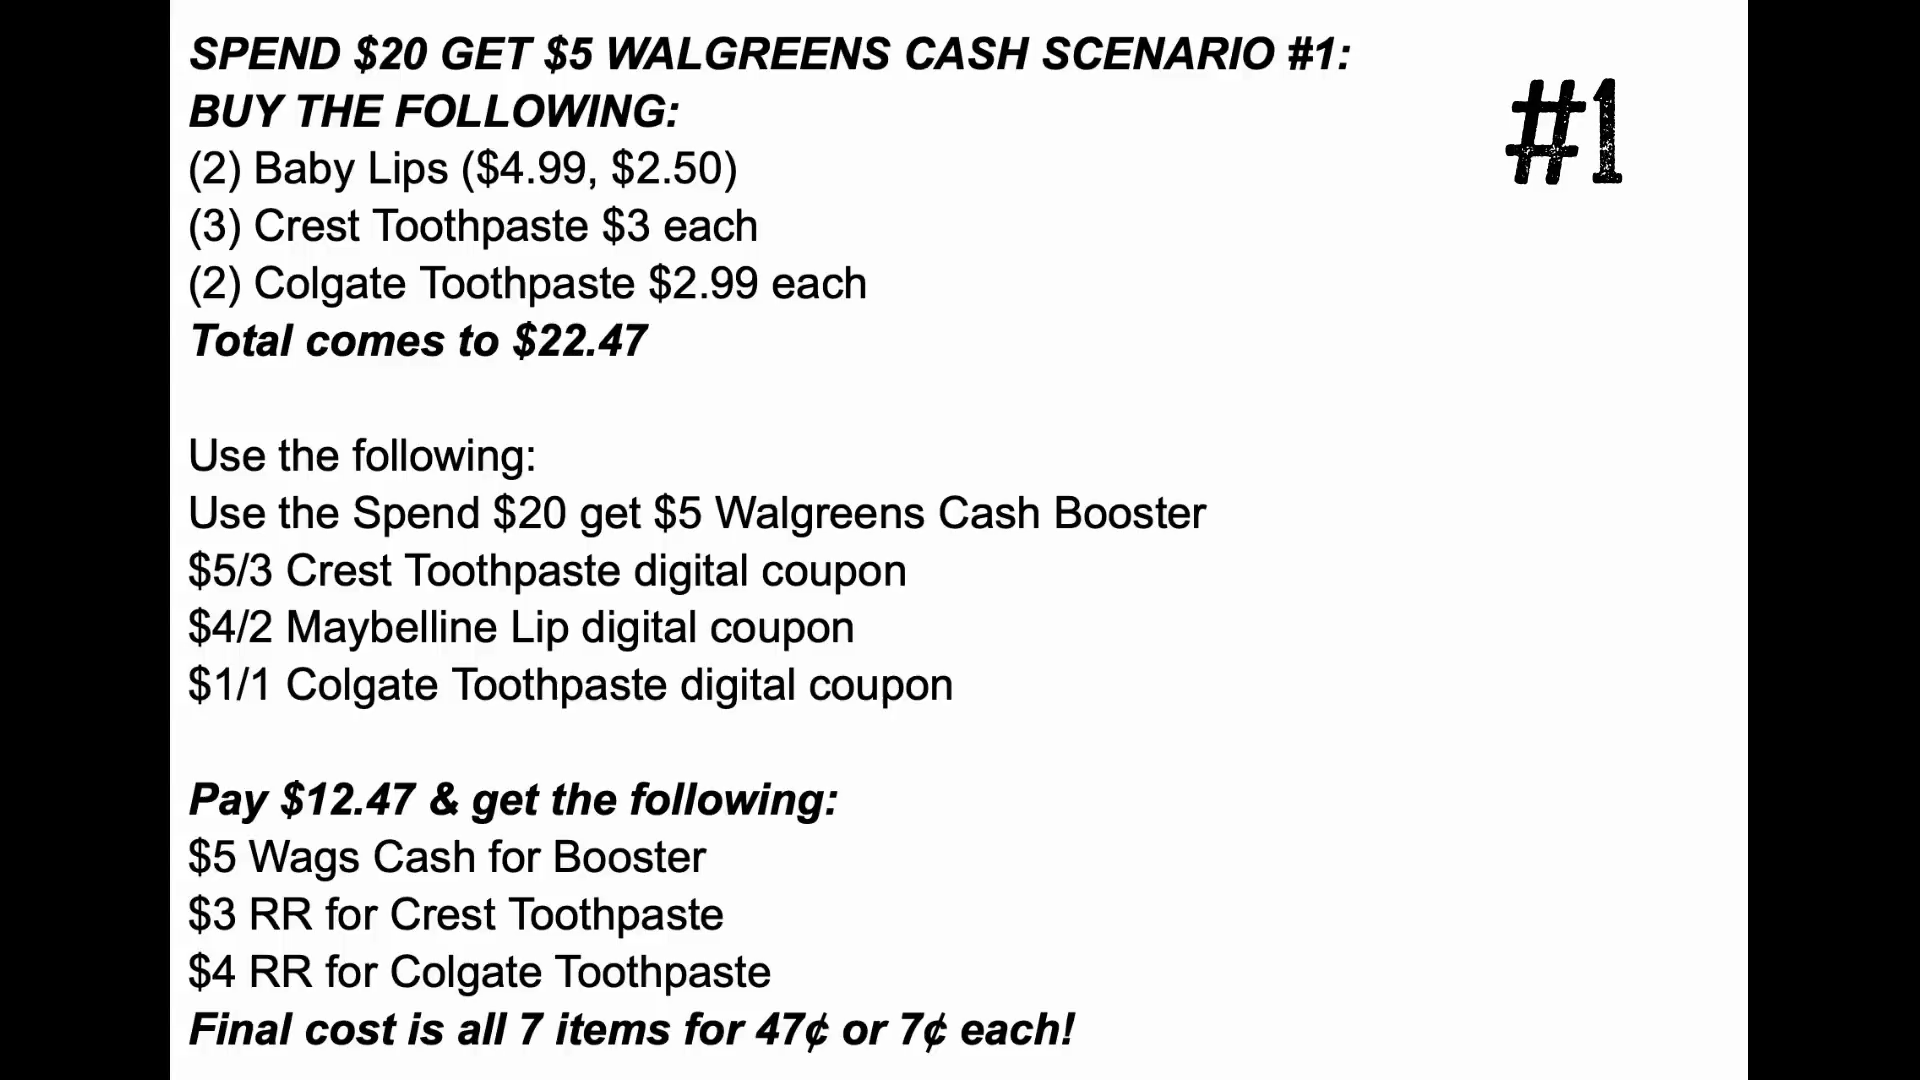 SPEND $20 GET $5 WALGREENS CASH SCENARIO #1:
#1
BUY THE FOLLOWING:
(2) Baby Lips ($4.99, $2.50)
(3) Crest Toothpaste $3 each
(2) Colgate Toothpaste $2.99 each
Total comes to $22.47
Use the following:
Use the Spend $20 get $5 Walgreens Cash Booster
$5/3 Crest Toothpaste digital coupon
$4/2 Maybelline Lip digital coupon
$1/1 Colgate Toothpaste digital coupon
Pay $12.47 & get the following:
$5 Wags Cash for Booster
$3 RR for Crest Toothpaste
$4 RR for Colgate Toothpaste
Final cost is all 7 items for 47¢ or 7¢ each!